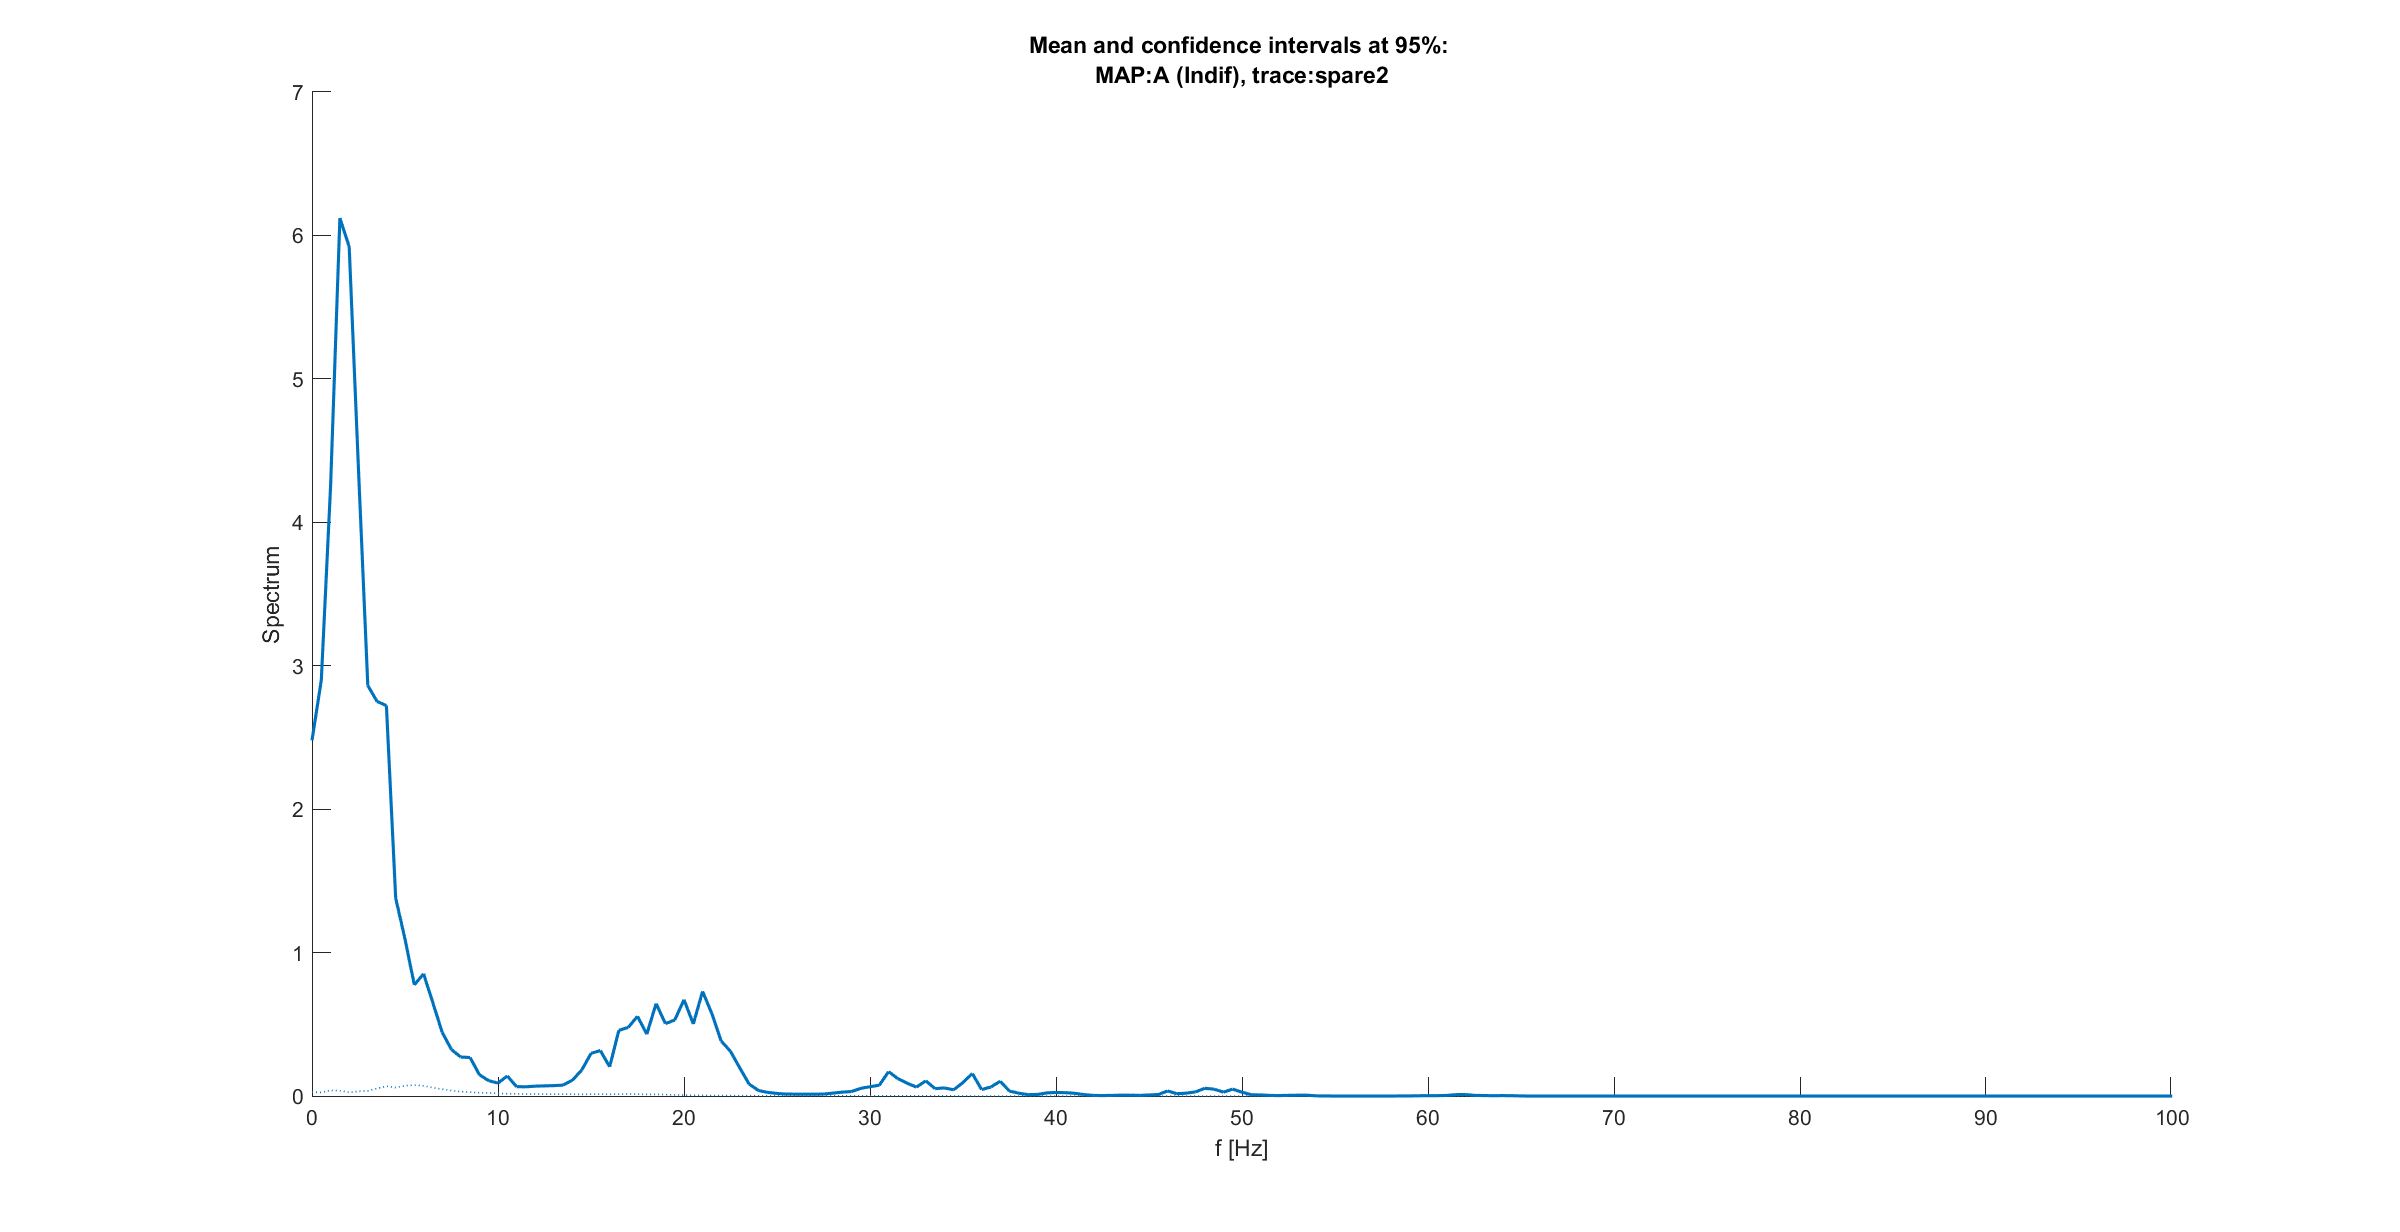 Mean and confidence intervals at 95%:
MAP:A (Indif), trace:spare2
7
6
5
4
3
2
1
0
Spectrum
0 10 20 30 40 50 60 70 80 90 100
f [Hz]